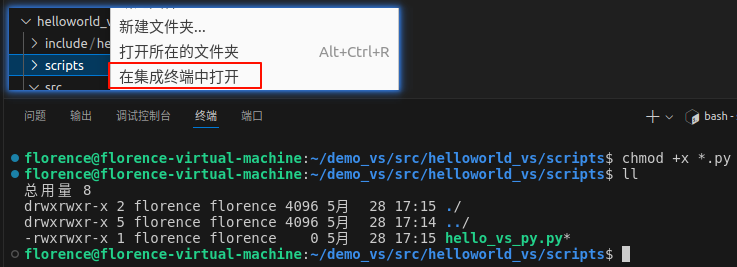 helloworld_v
新建文件夹...
include/he
打开所在的文件夹 Alt+Ctrl+R
scripts
在集成终端中打开
src
问题 输出 调试控制台 终端 端口 bash -
florence@florence-virtual-machine:~/demo_vs/src/helloworld_vs/scripts$ chmod +x *.py
florence@florence-virtual-machine:~/demo_vs/src/helloworld_vs/scripts$ ll
总用量 8
drwxrwxr-x 2 florence florence 4096 5月  28 17:15 ./
drwxrwxr-x 5 florence florence 4096 5月  28 17:14 ../
-rwxrwxr-x 1 florence florence    0 5月  28 17:15 hello_vs_py.py*
florence@florence-virtual-machine:~/demo_vs/src/helloworld_vs/scripts$